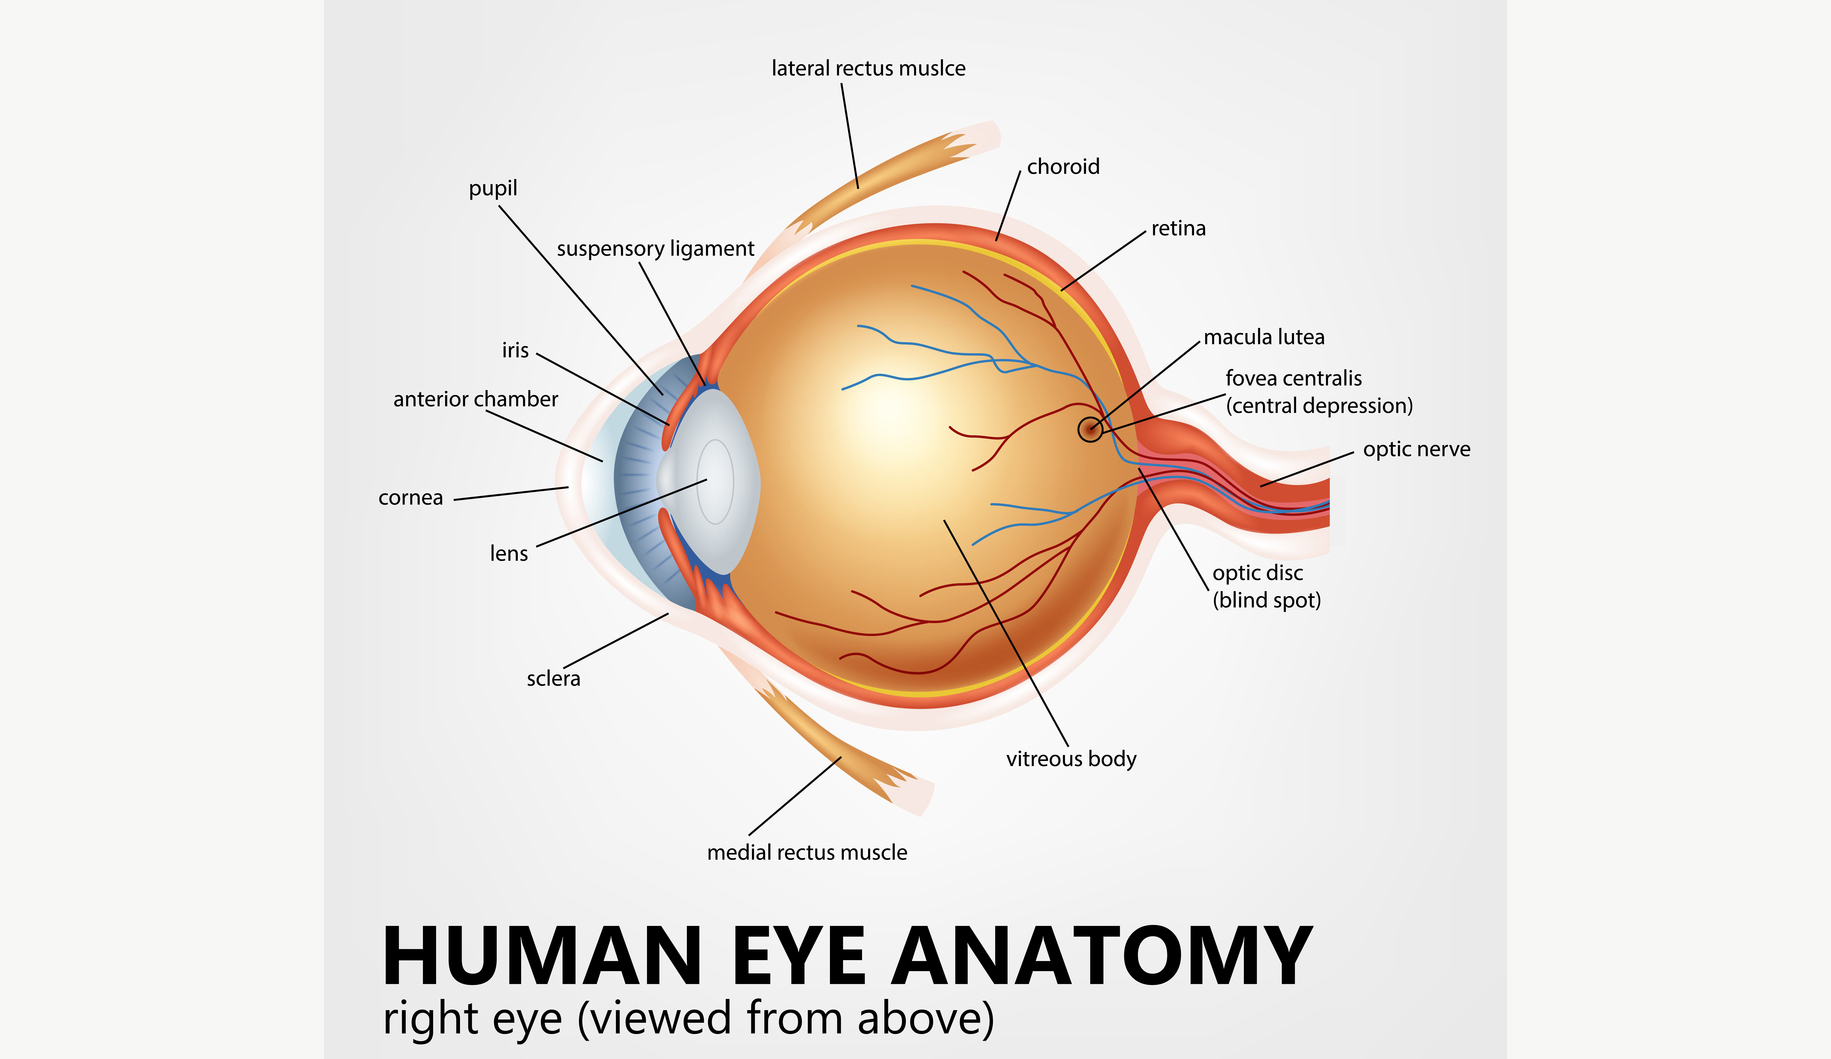 lateral rectus muslce
choroid
pupil
retina
suspensory ligament
macula lutea
iris
fovea centralis
(central depression)
anterior chamber
optic nerve
cornea
lens
optic disc
(blind spot)
sclera
vitreous body
medial rectus muscle
HUMAN EYE ANATOMY
right eye (viewed from above)